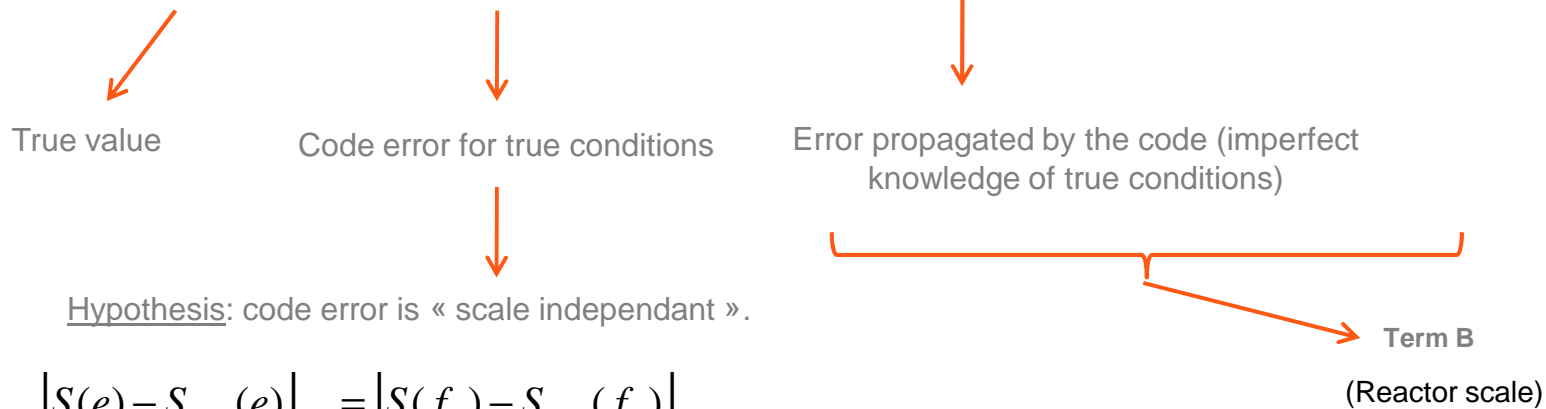 True value
Code error for true conditions
Error propagated by the code (imperfect
knowledge of true conditions)
Hypothesis: code error is « scale independant ».
Term B
(Reactor scale)
|S(e) – S (e)| = |S(f ) – S (f )|